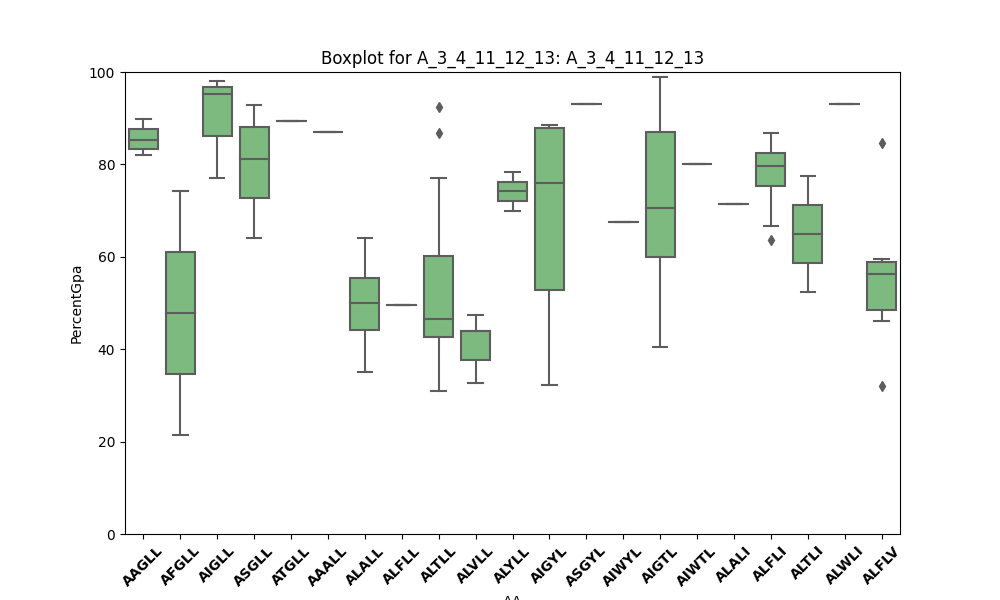 Boxplot for A_3_4_11_12_13: A_3_4_11_12_13
100
80
60
40
20
0
PercentGpa
AAGLL
AFGLL
AIGLL
ASGLL
ATGLL
AAALL
ALALL
ALFLL
ALTLL
ALVLL
ALYLL
AIGYL
ASGYL
AIWYL
AIGTL
AIWTL
ALALI
ALFLI
ALTLI
ALWLI
ALFLV
AA